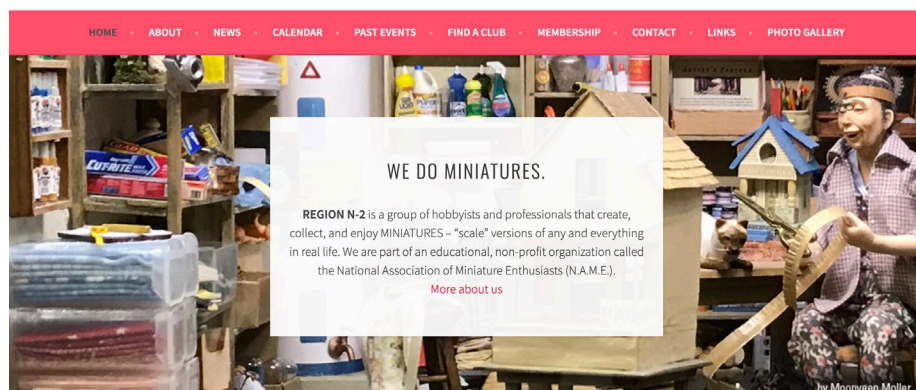 HOME • ABOUT • NEWS • CALENDAR • PAST EVENTS • FIND A CLUB • MEMBERSHIP • CONTACT • LINKS • PHOTO GALLERY
WE DO MINIATURES.
REGION N-2 is a group of hobbyists and professionals that create,
collect, and enjoy MINIATURES – “scale” versions of any and everything
in real life. We are part of an educational, non-profit organization called
the National Association of Miniature Enthusiasts (N.A.M.E.).
More about us
CUT-RITE
by Moonyeen Moller